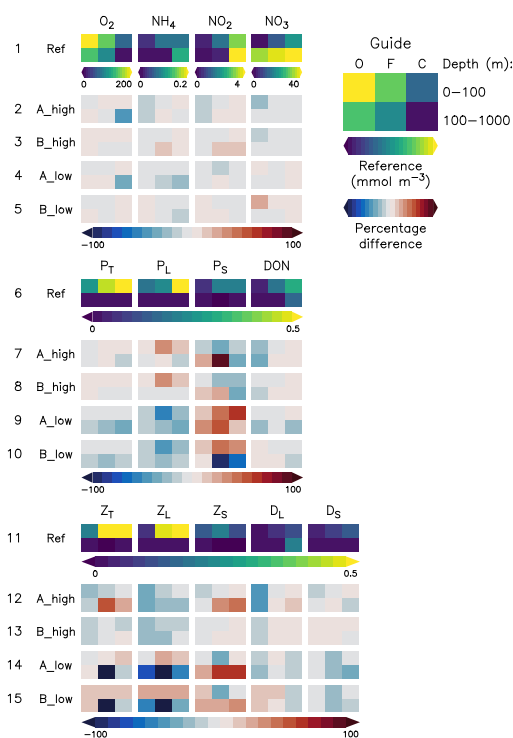 O2 NH4 NO2 NO3
1 Ref
0 200 0 0.2 0 4 0 40
2 A_high
3 B_high
4 A_low
5 B_low
−100 100
Guide
O F C Depth (m):
0−100
100−1000
Reference
(mmol m−3)
Percentage
difference
PT PL PS DON
6 Ref
0 0.5
7 A_high
8 B_high
9 A_low
10 B_low
−100 100
ZT ZL ZS DL DS
11 Ref
0 0.5
12 A_high
13 B_high
14 A_low
15 B_low
−100 100